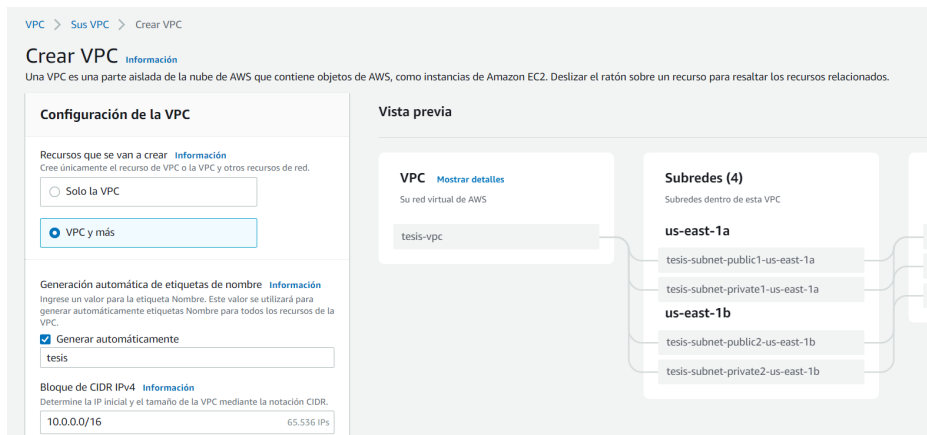 VPC > Sus VPC > Crear VPC
Crear VPC Información
Una VPC es una parte aislada de la nube de AWS que contiene objetos de AWS, como instancias de Amazon EC2. Deslizar el ratón sobre un recurso para resaltar los recursos relacionados.
Configuración de la VPC
Recursos que se van a crear Información
Cree únicamente el recurso de VPC o la VPC y otros recursos de red.
Solo la VPC
VPC y más
Generación automática de etiquetas de nombre Información
Ingrese un valor para la etiqueta Nombre. Este valor se utilizará para
generar automáticamente etiquetas Nombre para todos los recursos de la
VPC.
Generar automáticamente
tesis
Bloque de CIDR IPv4 Información
Determine la IP inicial y el tamaño de la VPC mediante la notación CIDR.
10.0.0.0/16 65.536 IPs
Vista previa
VPC Mostrar detalles
Su red virtual de AWS
tesis-vpc
Subredes (4)
Subredes dentro de esta VPC
us-east-1a
tesis-subnet-public1-us-east-1a
tesis-subnet-private1-us-east-1a
us-east-1b
tesis-subnet-public2-us-east-1b
tesis-subnet-private2-us-east-1b